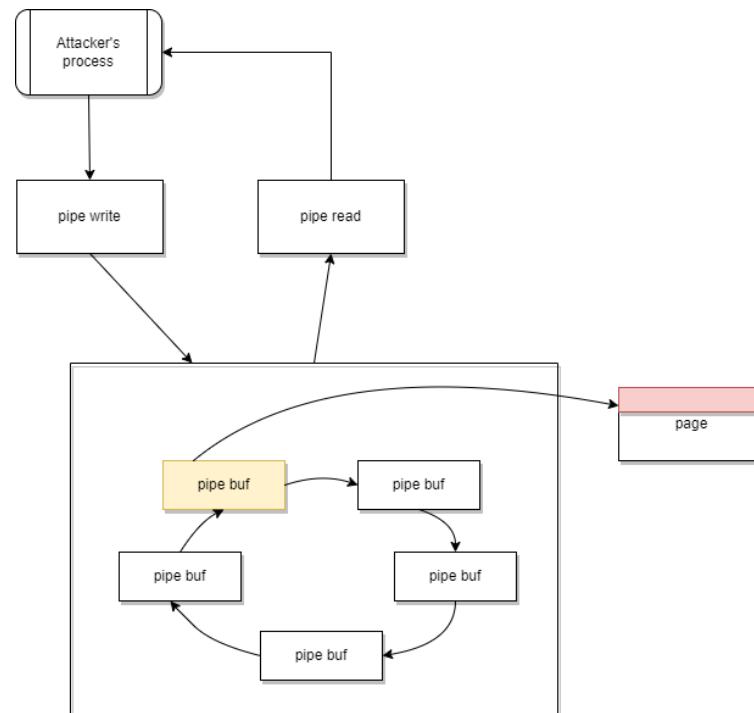 Attacker's
process
pipe write
pipe read
page
pipe buf
pipe buf
pipe buf
pipe buf
pipe buf